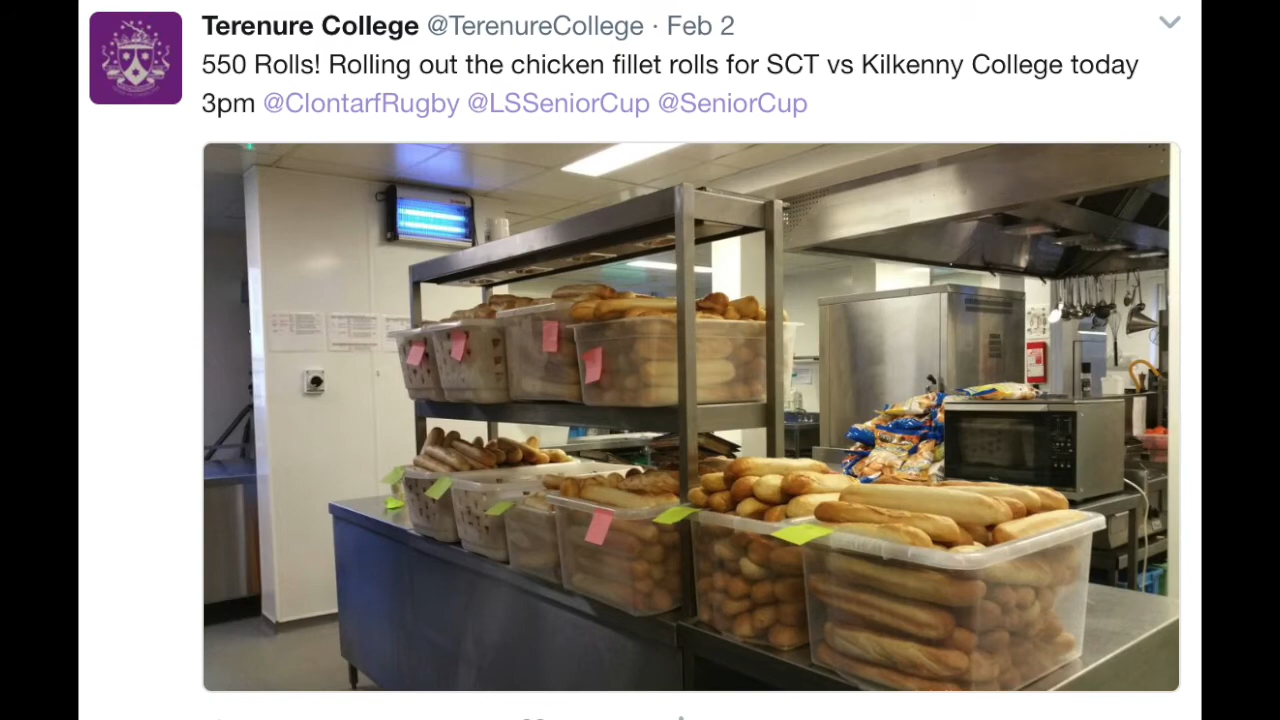 Terenure College @TerenureCollege · Feb 2
550 Rolls! Rolling out the chicken fillet rolls for SCT vs Kilkenny College today
3pm @ClontarfRugby @LSSeniorCup @SeniorCup